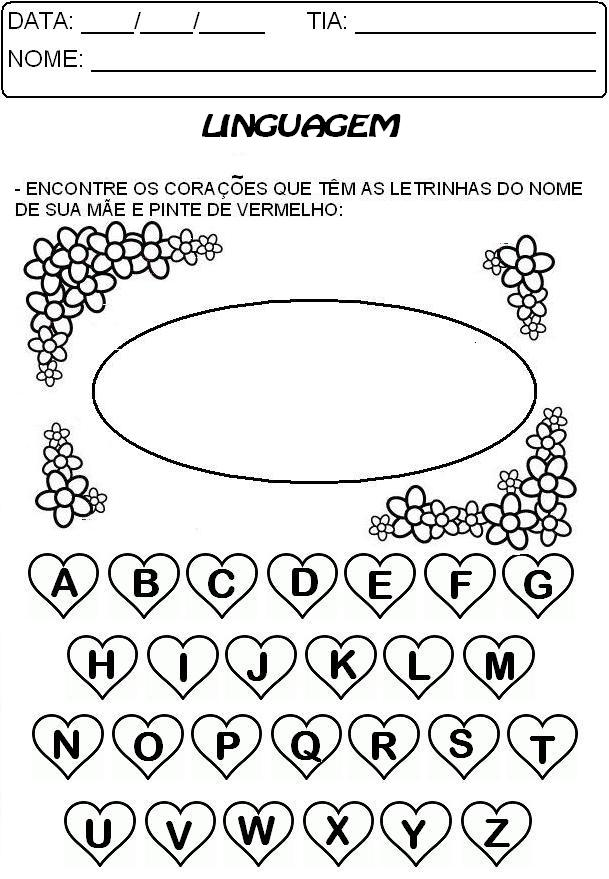 DATA: ____/____/_____ TIA: __________________
NOME: ______________________________________
LINGUAGEM
- ENCONTRE OS CORAÇÕES QUE TÊM AS LETRINHAS DO NOME
DE SUA MÃE E PINTE DE VERMELHO:
A B C D E F G
H I J K L M
N O P Q R S T
U V W X Y Z